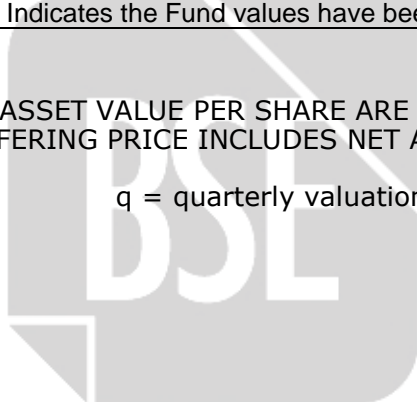 Indicates the Fund values have bee
ASSET VALUE PER SHARE ARE
FERING PRICE INCLUDES NET A
q = quarterly valuation
BSE